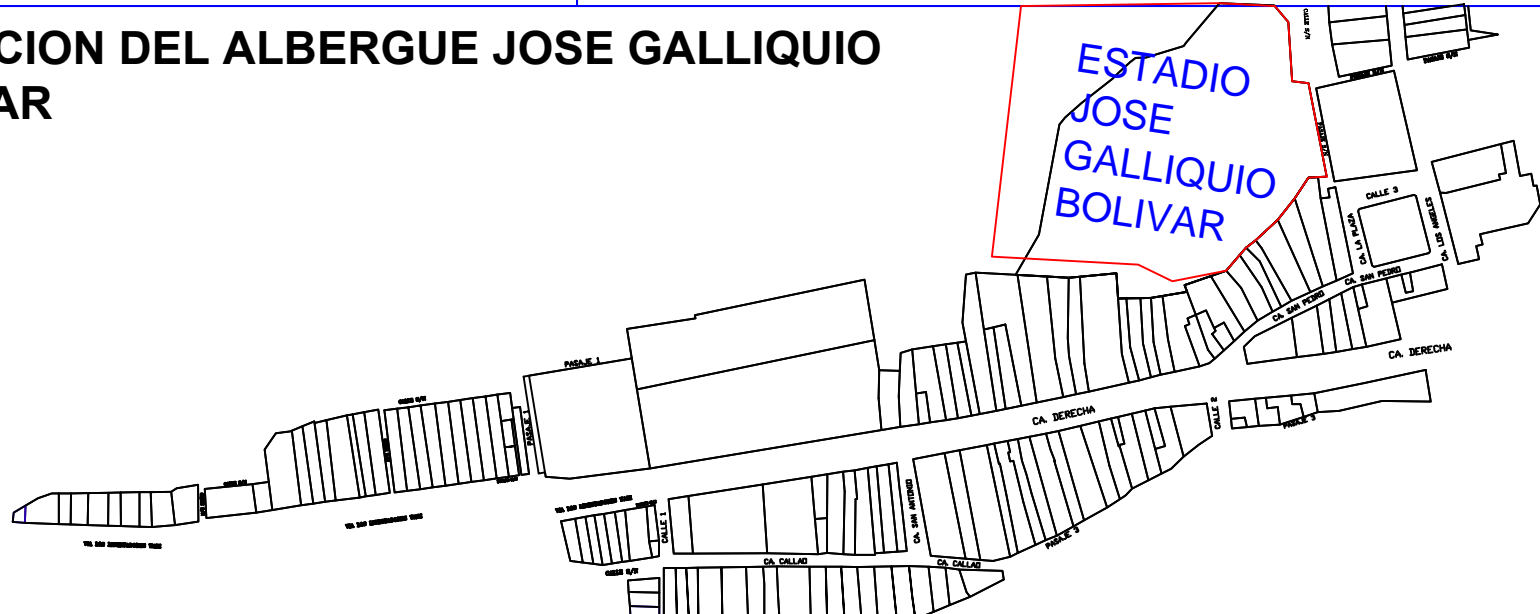 CION DEL ALBERGUE JOSE GALLIQUIO
AR
ESTADIO
JOSE
GALLIQUIO
BOLIVAR
CALLE 3
CA. LA PLAZA
CA. LOS ANGELES
CA. SAN PEDRO
CA. SAN PEDRO
CA. DERECHA
PASAJE 1
CA. DERECHA
CALLE 2
PASAJE 3
PASAJE 1
CALLE 1
CA. SAN ANTONIO
PASAJE 3
CA. CALLAO
CA. CALLAO